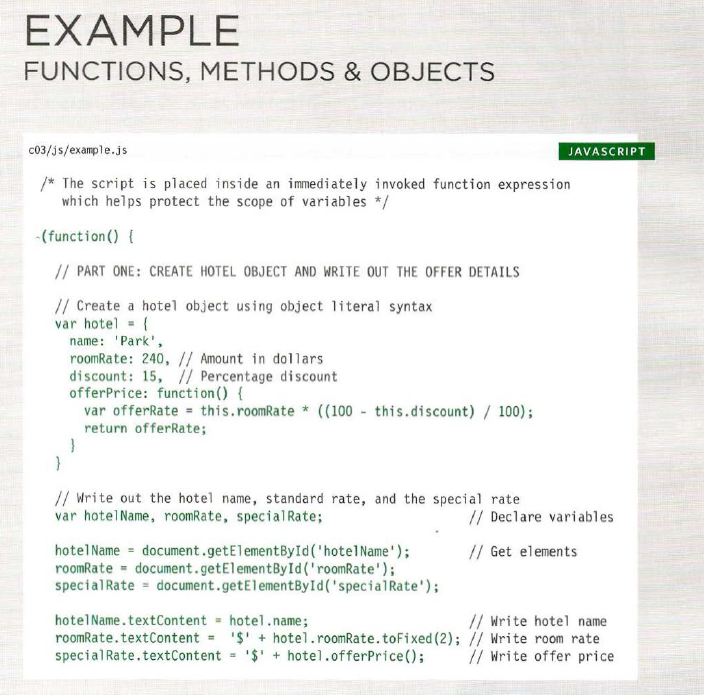 EXAMPLE
FUNCTIONS, METHODS & OBJECTS
c03/js/example.js JAVASCRIPT
/* The script is placed inside an immediately invoked function expression
which helps protect the scope of variables */
(function() {
// PART ONE: CREATE HOTEL OBJECT AND WRITE OUT THE OFFER DETAILS
// Create a hotel object using object literal syntax
var hotel = {
name: 'Park',
roomRate: 240, // Amount in dollars
discount: 15, // Percentage discount
offerPrice: function() {
var offerRate = this.roomRate * ((100 - this.discount) / 100);
return offerRate;
}
}
// Write out the hotel name, standard rate, and the special rate
var hotelName, roomRate, specialRate; // Declare variables
hotelName = document.getElementById('hotelName'); // Get elements
roomRate = document.getElementById('roomRate');
specialRate = document.getElementById('specialRate');
hotelName.textContent = hotel.name; // Write hotel name
roomRate.textContent = '$' + hotel.roomRate.toFixed(2); // Write room rate
specialRate.textContent = '$' + hotel.offerPrice(); // Write offer price